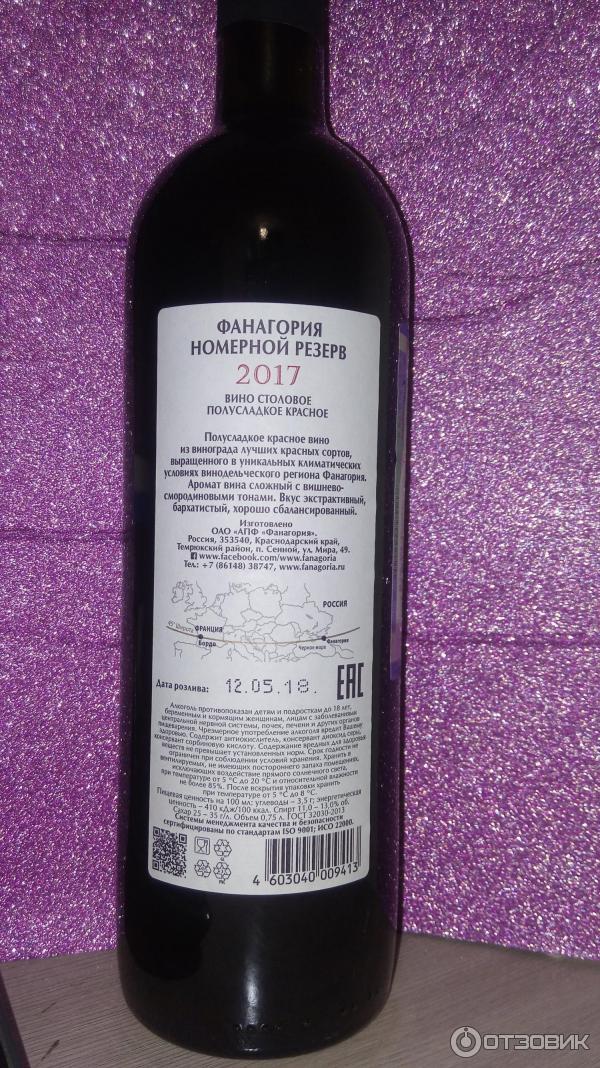 ФАНАГОРИЯ
НОМЕРНОЙ РЕЗЕРВ
2017
ВИНО СТОЛОВОЕ
ПОЛУСЛАДКОЕ КРАСНОЕ
Полусладкое красное вино
из винограда лучших красных сортов,
выращенного в уникальных климатических
условиях винодельческого региона Фанагория.
Аромат вина сложный с вишнево-
смородиновыми тонами. Вкус экстрактивный,
бархатистый, хорошо сбалансированный.
Изготовлено
ОАО «АПФ «Фанагория».
Россия, 353540, Краснодарский край,
Темрюкский район, п. Сенной, ул. Мира, 49.
www.facebook.com/www.fanagoria
Тел.: +7 (86148) 38747, www.fanagoria.ru
РОССИЯ
45° Широта
ФРАНЦИЯ
Бордо
Фанагория
Черное море
Дата розлива: 12.05.18.
EAC
Алкоголь противопоказан детям и подросткам до 18 лет,
беременным и кормящим женщинам, лицам с заболеваниями
центральной нервной системы, почек, печени и других органов
пищеварения. Чрезмерное употребление алкоголя вредит Вашему
здоровью. Содержит антиокислитель, консервант диоксид серы,
консервант сорбиновую кислоту. Содержание вредных для здоровья
веществ не превышает установленных норм. Срок годности не
ограничен при соблюдении условий хранения. Хранить в
вентилируемых, не имеющих постороннего запаха помещениях,
исключающих воздействие прямого солнечного света,
при температуре от 5 °С до 20 °С и относительной влажности
не более 85%. После вскрытия упаковки хранить
при температуре от 5 °С до 8 °С.
Пищевая ценность на 100 мл: углеводы – 3,5 г; энергетическая
ценность – 410 кДж/100 ккал. Спирт 11,0 – 13,0% об.
Сахар 25 – 35 г/л. Объем 0,75 л. ГОСТ 32030-2013
Системы менеджмента качества и безопасности
сертифицированы по стандартам ISO 9001; ИСО 22000.
4 603040 009413
ОТЗОВИК